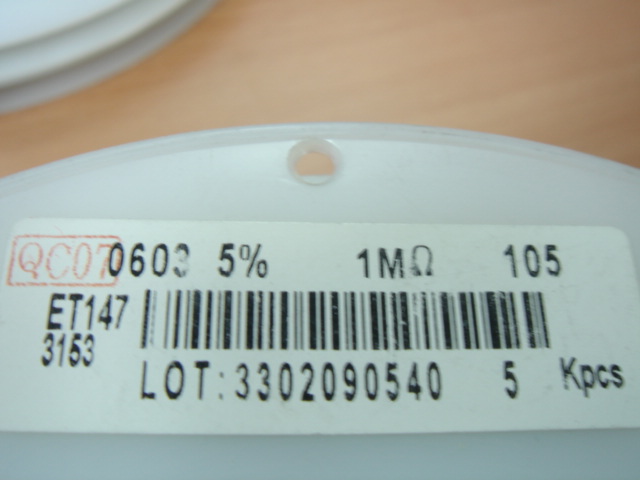 QC07 0603 5% 1MΩ 105
ET147
3153
LOT:3302090540 5 Kpcs